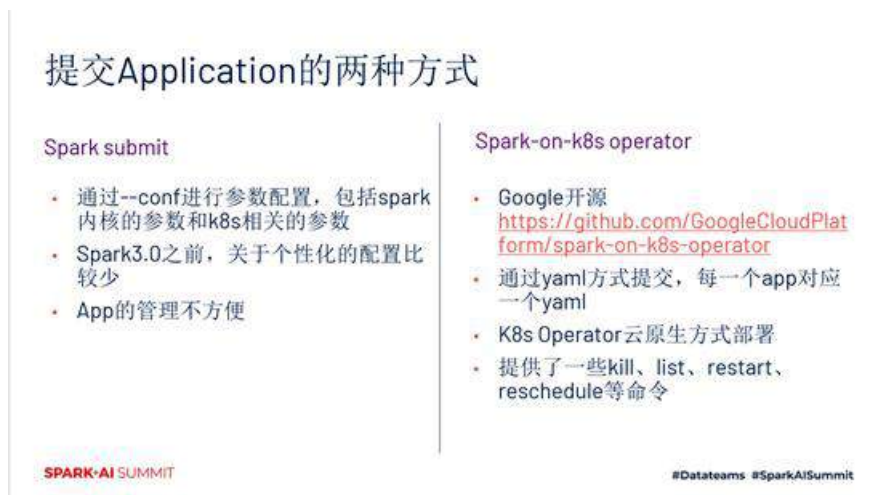 提交Application的两种方式
Spark submit
• 通过--conf进行参数配置，包括spark
内核的参数和k8s相关的参数
• Spark3.0之前，关于个性化的配置比
较少
• App的管理不方便
Spark-on-k8s operator
• Google开源
https://github.com/GoogleCloudPlat
form/spark-on-k8s-operator
• 通过yaml方式提交，每一个app对应
一个yaml
• K8s Operator云原生方式部署
• 提供了一些kill、list、restart、
reschedule等命令
SPARK+AI SUMMIT
#Datateams #SparkAISummit